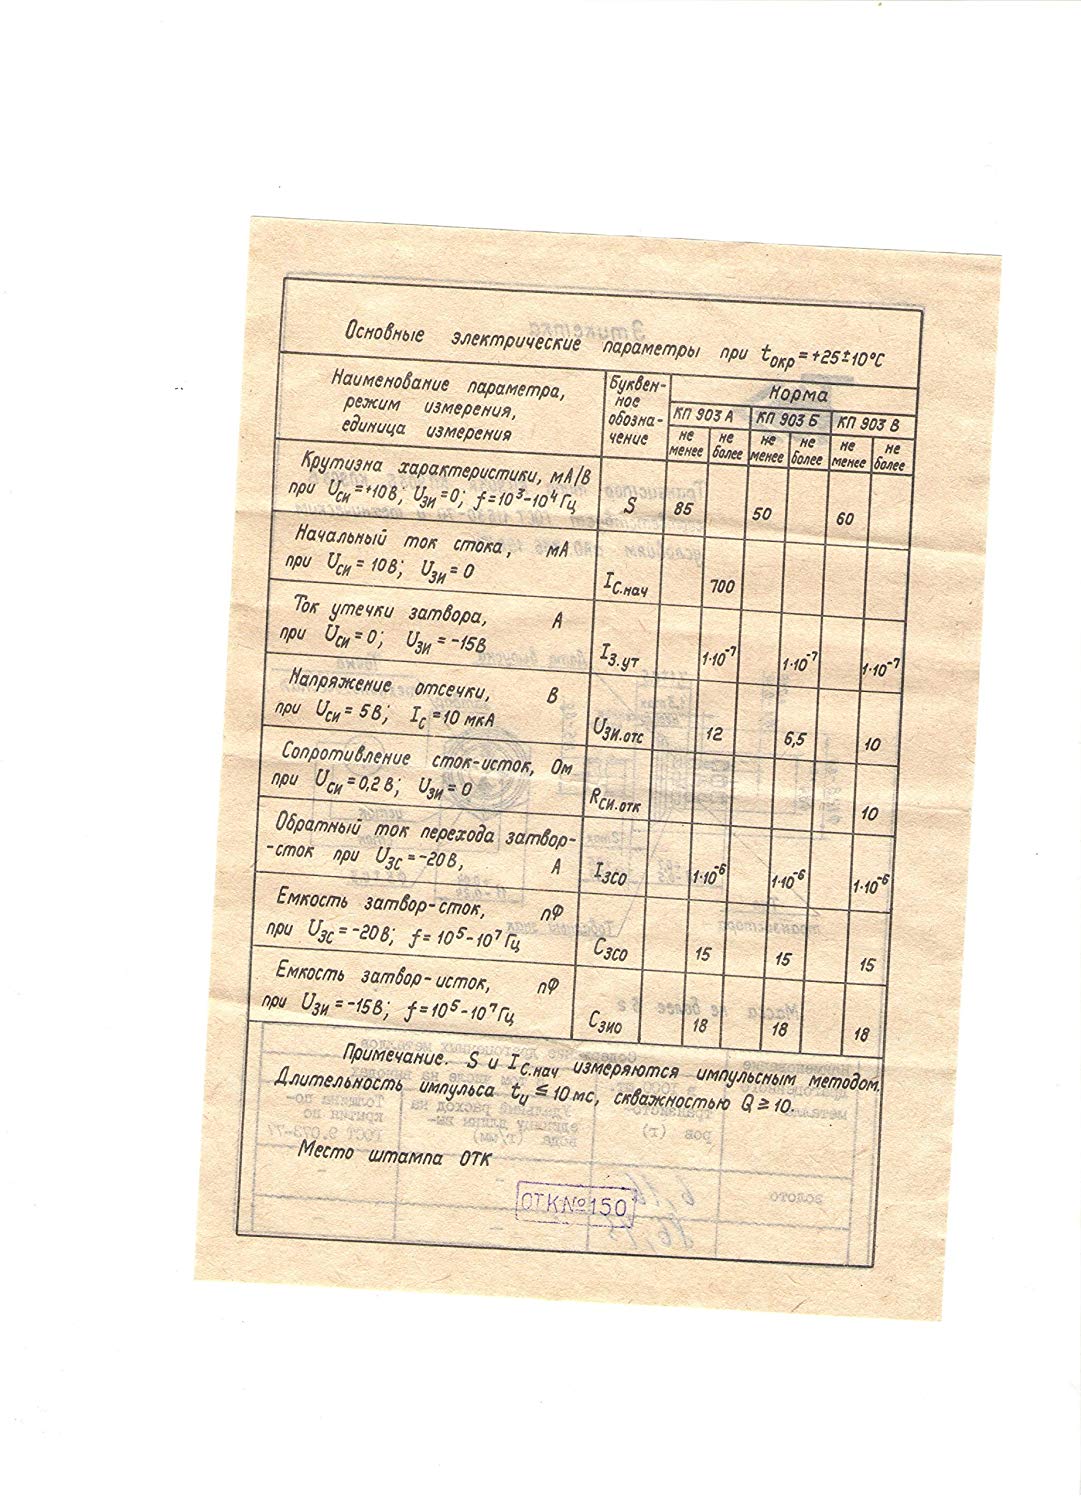 Основные электрические параметры при tокр=+25±10°С
Наименование параметра,
режим измерения,
единица измерения
Буквен-
ное
обозна-
чение
Норма
КП 903 А КП 903 Б КП 903 В
не менее не более не менее не более не менее не более
Крутизна характеристики, мА/В
при Uси=+10В; Uзи=0; f=10³-10⁴Гц S 85 50 60
Начальный ток стока, мА
при Uси= 10В; Uзи=0 Iс.нач 700
Ток утечки затвора, А
при Uси=0; Uзи=-15В Iз.ут 1·10⁻⁷ 1·10⁻⁷ 1·10⁻⁷
Напряжение отсечки, В
при Uси= 5В; Iс=10 мкА Uзи.отс 12 6,5 10
Сопротивление сток-исток, Ом
при Uси=0,2В; Uзи=0 Rси.отк 10
Обратный ток перехода затвор-
-сток при Uзс=-20В, А Iзсо 1·10⁻⁶ 1·10⁻⁶ 1·10⁻⁶
Емкость затвор-сток, пФ
при Uзс=-20В; f=10⁵-10⁷Гц Сзсо 15 15 15
Емкость затвор-исток, пФ
при Uзи=-15В; f=10⁵-10⁷Гц Сзио 18 18 18
Примечание. S и Iс.нач измеряются импульсным методом.
Длительность импульса tи ≤ 10 мс, скважностью Q ≥ 10.
Место штампа ОТК
ОТК№150